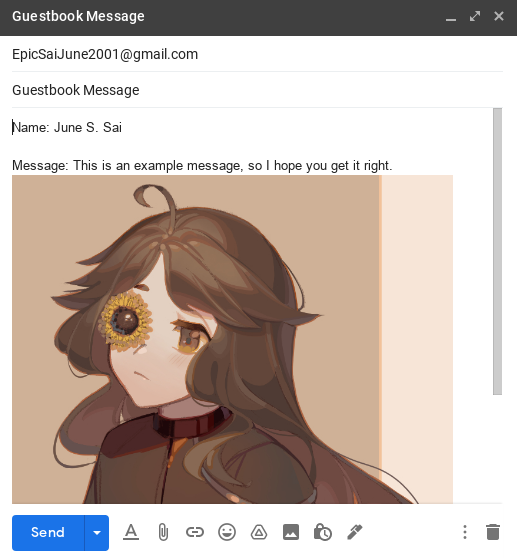 Guestbook Message
EpicSaiJune2001@gmail.com
Guestbook Message
Name: June S. Sai
Message: This is an example message, so I hope you get it right.
Send